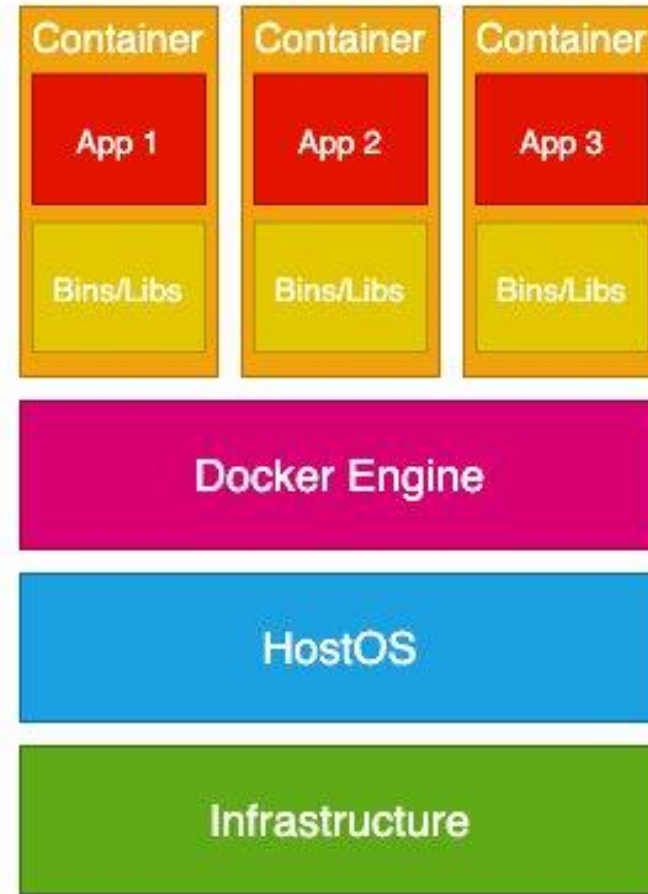 Container Container Container
App 1 App 2 App 3
Bins/Libs Bins/Libs Bins/Libs
Docker Engine
HostOS
Infrastructure